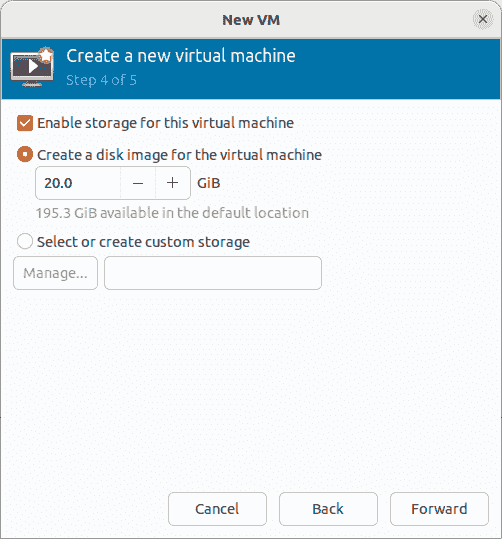 New VM
Create a new virtual machine
Step 4 of 5
Enable storage for this virtual machine
Create a disk image for the virtual machine
20.0 − + GiB
195.3 GiB available in the default location
Select or create custom storage
Manage...
Cancel Back Forward